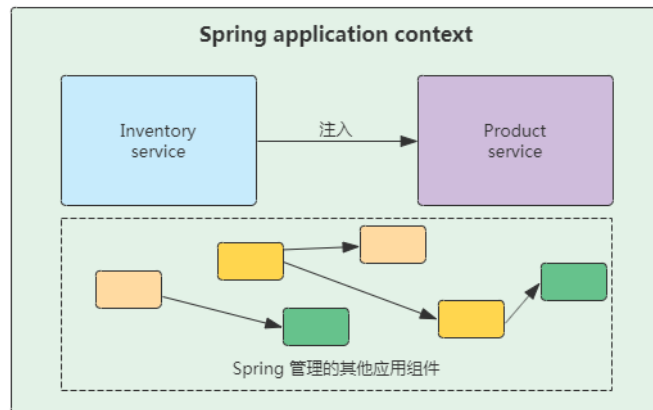 Spring application context
Inventory
service
注入
Product
service
Spring 管理的其他应用组件